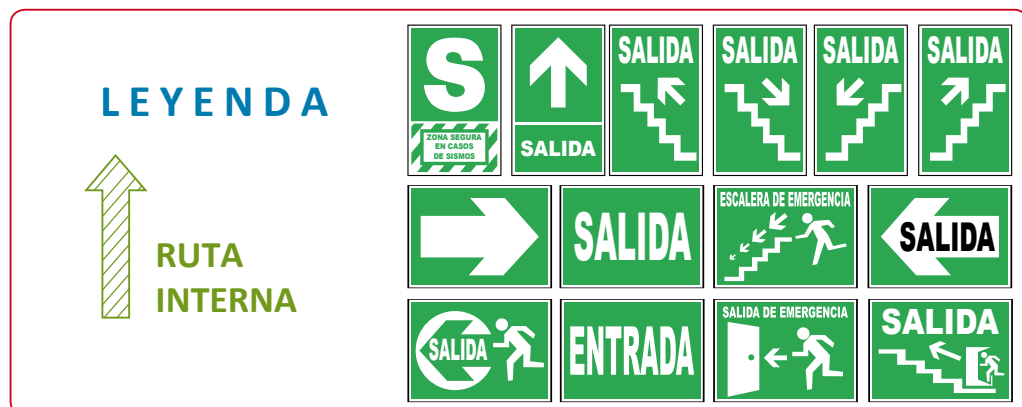 LEYENDA
RUTA
INTERNA
S
ZONA SEGURA
EN CASOS
DE SISMOS
SALIDA
SALIDA
SALIDA
SALIDA
SALIDA
SALIDA
ESCALERA DE EMERGENCIA
SALIDA
SALIDA
ENTRADA
SALIDA DE EMERGENCIA
SALIDA